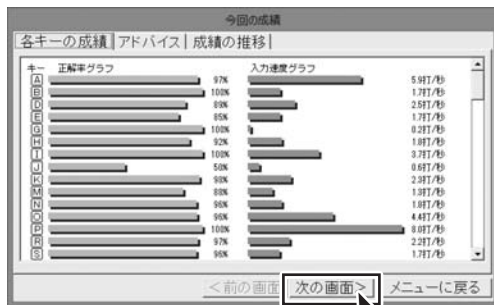 今回の成績
各キーの成績 アドバイス 成績の推移
キー 正解率グラフ 入力速度グラフ
A 97% 5.9打/秒
B 100% 1.7打/秒
D 89% 2.5打/秒
E 85% 1.7打/秒
G 100% 0.2打/秒
H 92% 1.8打/秒
I 100% 3.7打/秒
J 50% 0.6打/秒
K 98% 2.3打/秒
M 88% 1.3打/秒
N 96% 1.8打/秒
O 96% 4.4打/秒
P 100% 8.0打/秒
R 97% 2.2打/秒
S 96% 1.7打/秒
<前の画面 次の画面> メニューに戻る